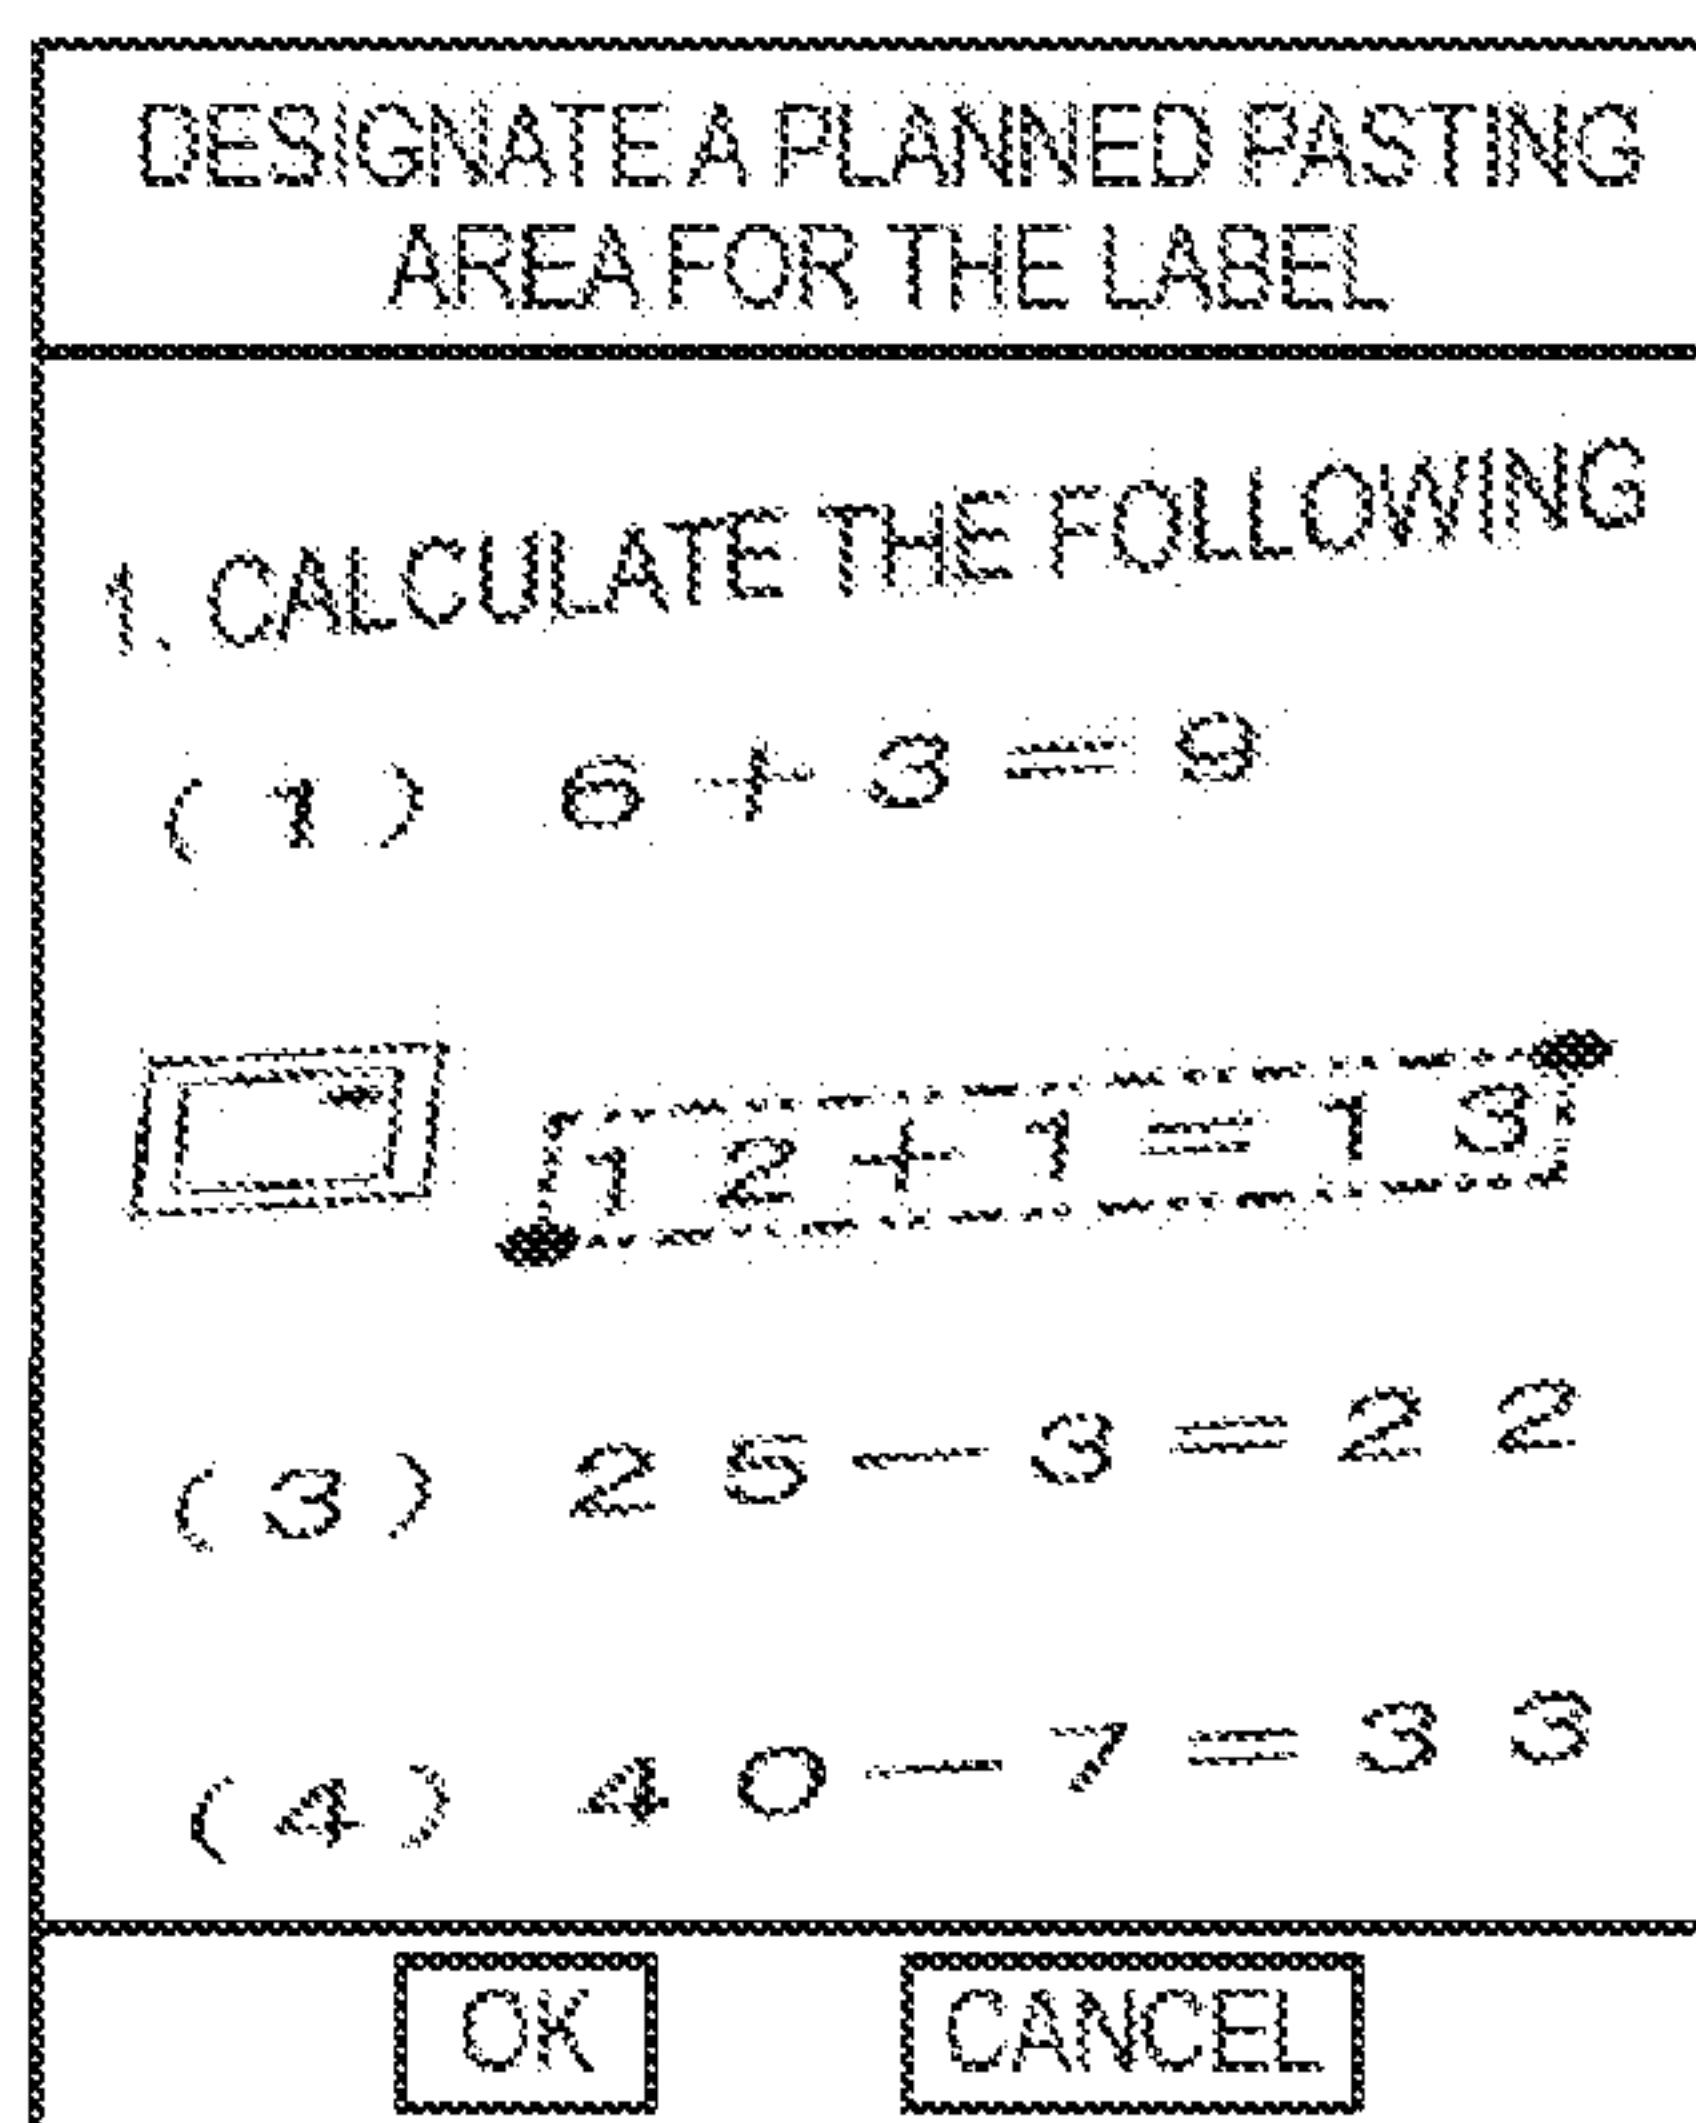 DESIGNATE A PLANNED PASTING
AREA FOR THE LABEL
1. CALCULATE THE FOLLOWING
(1) 6+3=9
12+1=13
(3) 25-3=22
(4) 40-7=33
OK CANCEL